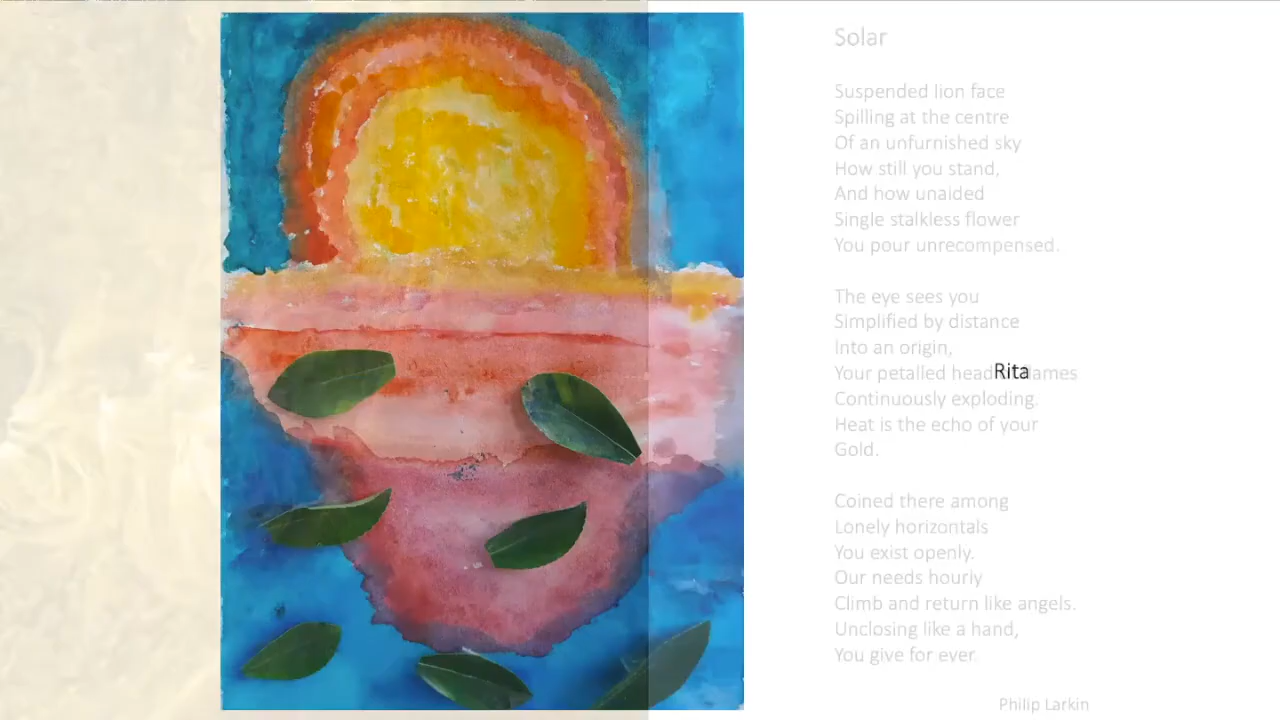 Solar
Suspended lion face
Spilling at the centre
Of an unfurnished sky
How still you stand,
And how unaided
Single stalkless flower
You pour unrecompensed.
The eye sees you
Simplified by distance
Into an origin,
Your petalled head
Rita
Continuously exploding.
Heat is the echo of your
Gold.
Coined there among
Lonely horizontals
You exist openly.
Our needs hourly
Climb and return like angels.
Unclosing like a hand,
You give for ever.
Philip Larkin